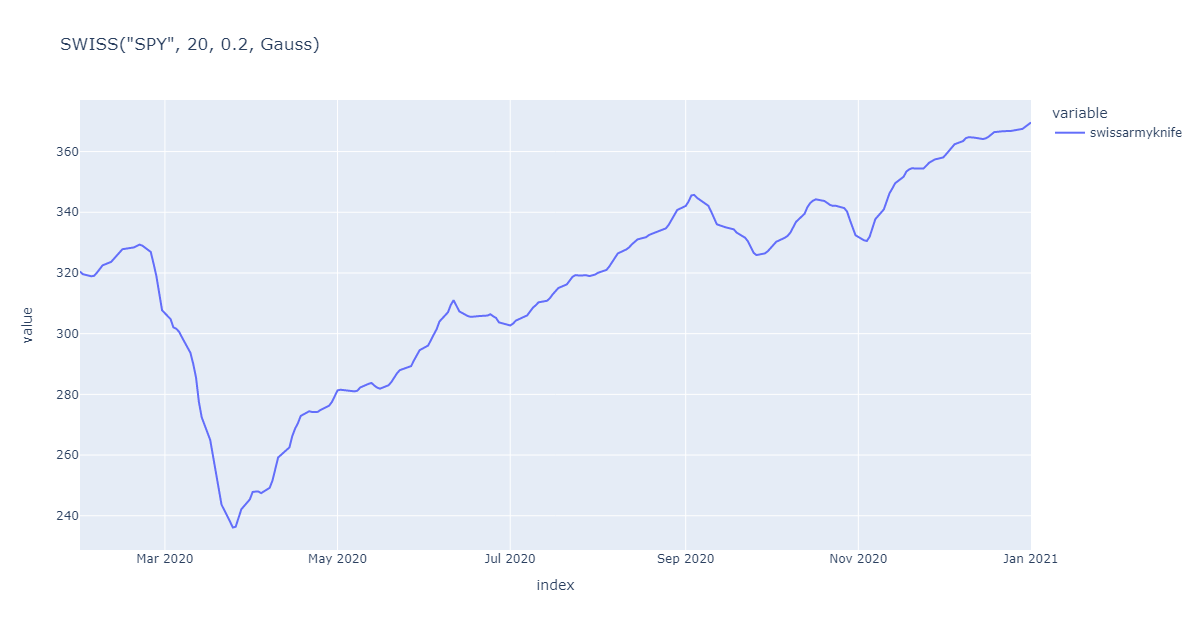 SWISS("SPY", 20, 0.2, Gauss)
variable
swissarmyknife
value
360
340
320
300
280
260
240
Mar 2020
May 2020
Jul 2020
Sep 2020
Nov 2020
Jan 2021
index